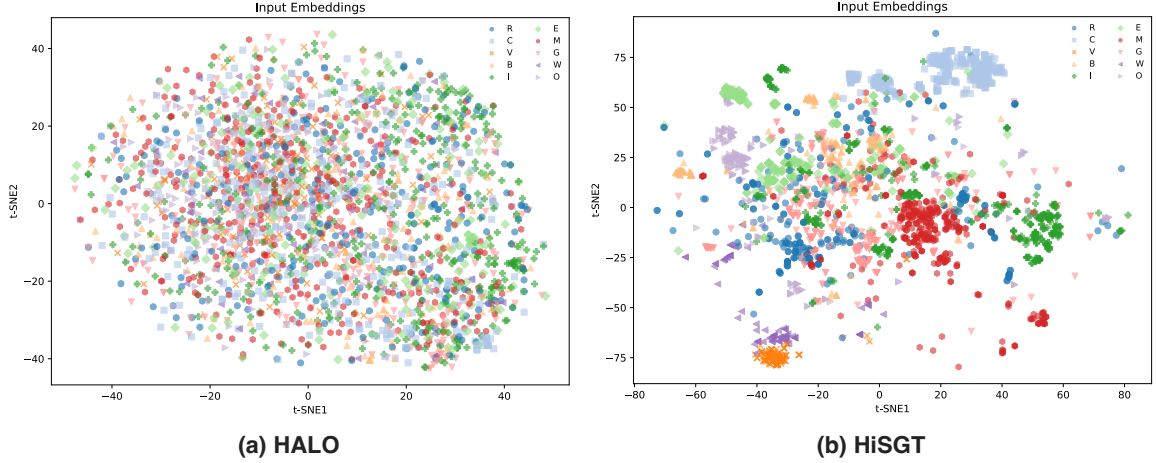 Input Embeddings
R E
C M
V G
B W
I O
40
20
0
−20
−40
t-SNE2
−40 −20 0 20 40
t-SNE1
(a) HALO
Input Embeddings
R E
C M
V G
B W
I O
75
50
25
0
−25
−50
−75
t-SNE2
−80 −60 −40 −20 0 20 40 60 80
t-SNE1
(b) HiSGT